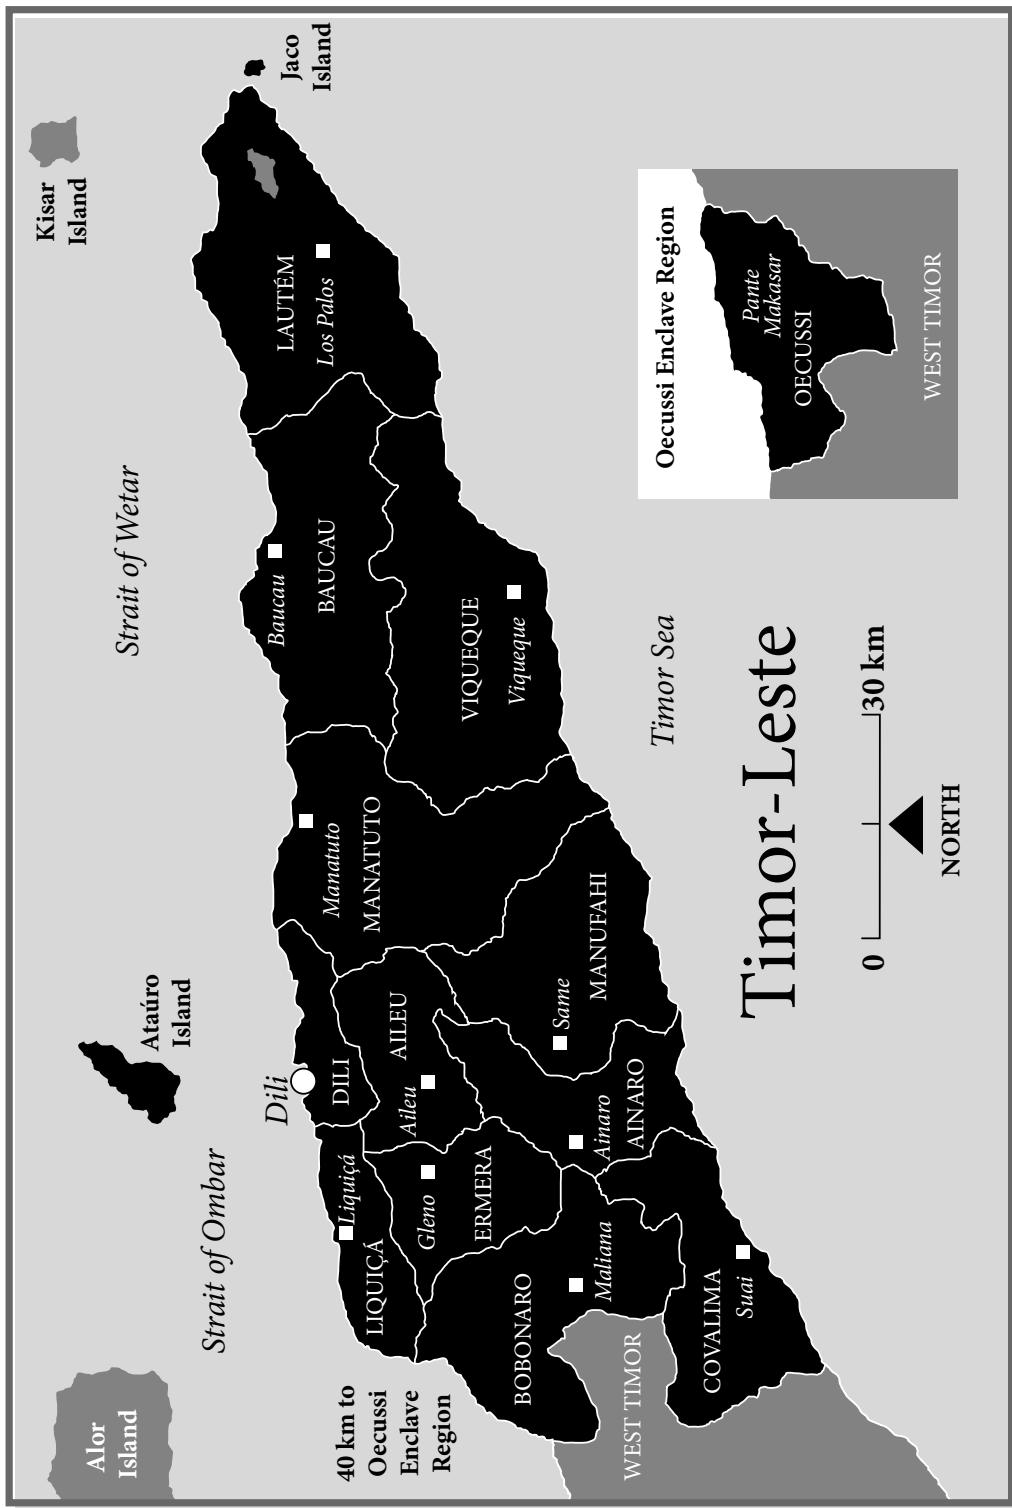 Alor
Island
Strait of Ombar
Ataúro
Island
Strait of Wetar
Kisar
Island
Jaco
Island
40 km to
Oecussi
Enclave
Region
Dili
DILI
Liquiçá
LIQUIÇÁ
Gleno
ERMERA
Aileu
AILEU
Manatuto
MANATUTO
Baucau
BAUCAU
LAUTÉM
Los Palos
VIQUEQUE
Viqueque
BOBONARO
Maliana
Ainaro
AINARO
Same
MANUFAHI
COVALIMA
Suai
WEST TIMOR
Timor Sea
Timor-Leste
0
30 km
NORTH
Oecussi Enclave Region
Pante
Makasar
OECUSSI
WEST TIMOR